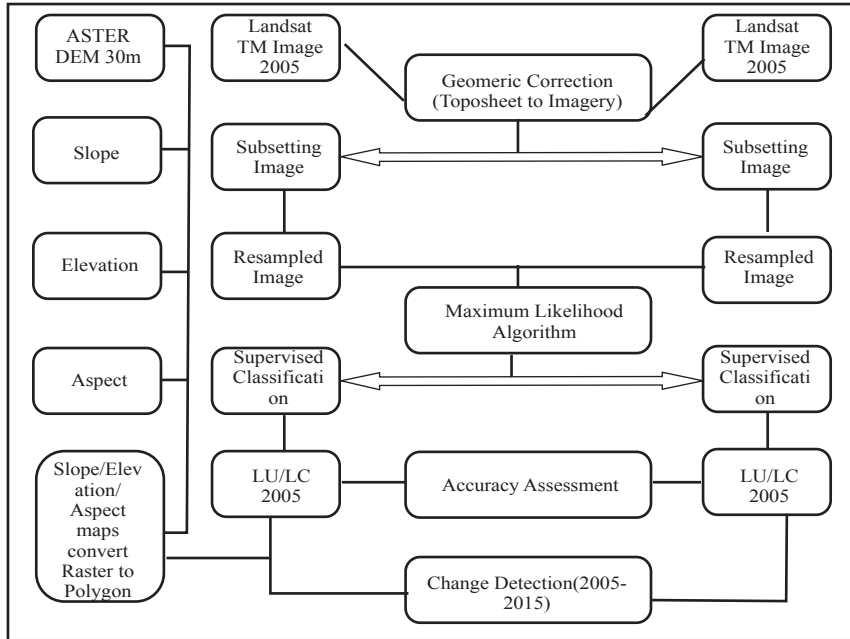 ASTER
DEM 30m
Slope
Elevation
Aspect
Slope/Elev
ation/
Aspect
maps
convert
Raster to
Polygon
Landsat
TM Image
2005
Geomeric Correction
(Toposheet to Imagery)
Landsat
TM Image
2005
Subsetting
Image
Subsetting
Image
Resampled
Image
Resampled
Image
Maximum Likelihood
Algorithm
Supervised
Classificati
on
Supervised
Classificati
on
LU/LC
2005
Accuracy Assessment
LU/LC
2005
Change Detection(2005-
2015)